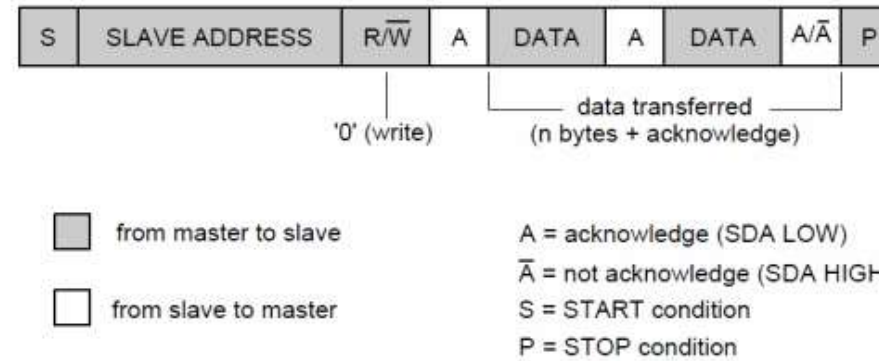 S SLAVE ADDRESS R/W̅ A DATA A DATA A/A̅ P
data transferred
'0' (write) (n bytes + acknowledge)
from master to slave A = acknowledge (SDA LOW)
A̅ = not acknowledge (SDA HIGH
from slave to master S = START condition
P = STOP condition